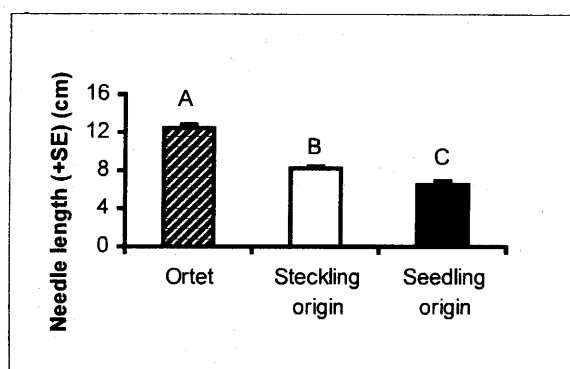 Needle length (+SE) (cm)
16
12
8
4
0
A
B
C
Ortet
Steckling
origin
Seedling
origin